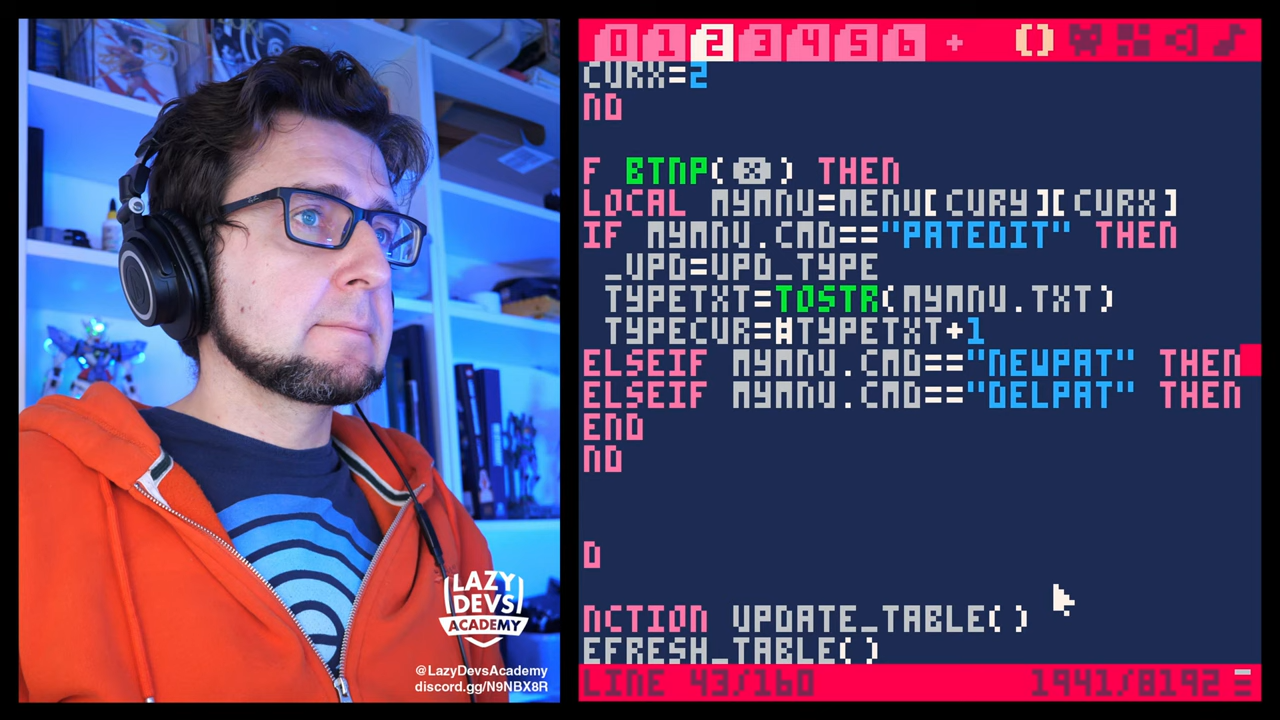 LAZY
DEVS
ACADEMY
@LazyDevsAcademy
discord.gg/N9NBX8R
0 1 2 3 4 5 6 +
CURX=2
ND
F BTNP(❎) THEN
LOCAL MYMNU=MENU[CURY][CURX]
IF MYMNU.CMD=="PATEDIT" THEN
_UPD=UPD_TYPE
TYPETXT=TOSTR(MYMNU.TXT)
TYPECUR=#TYPETXT+1
ELSEIF MYMNU.CMD=="NEWPAT" THEN
ELSEIF MYMNU.CMD=="DELPAT" THEN
END
ND
D
NCTION UPDATE_TABLE()
EFRESH_TABLE()
LINE 43/160
1941/8192